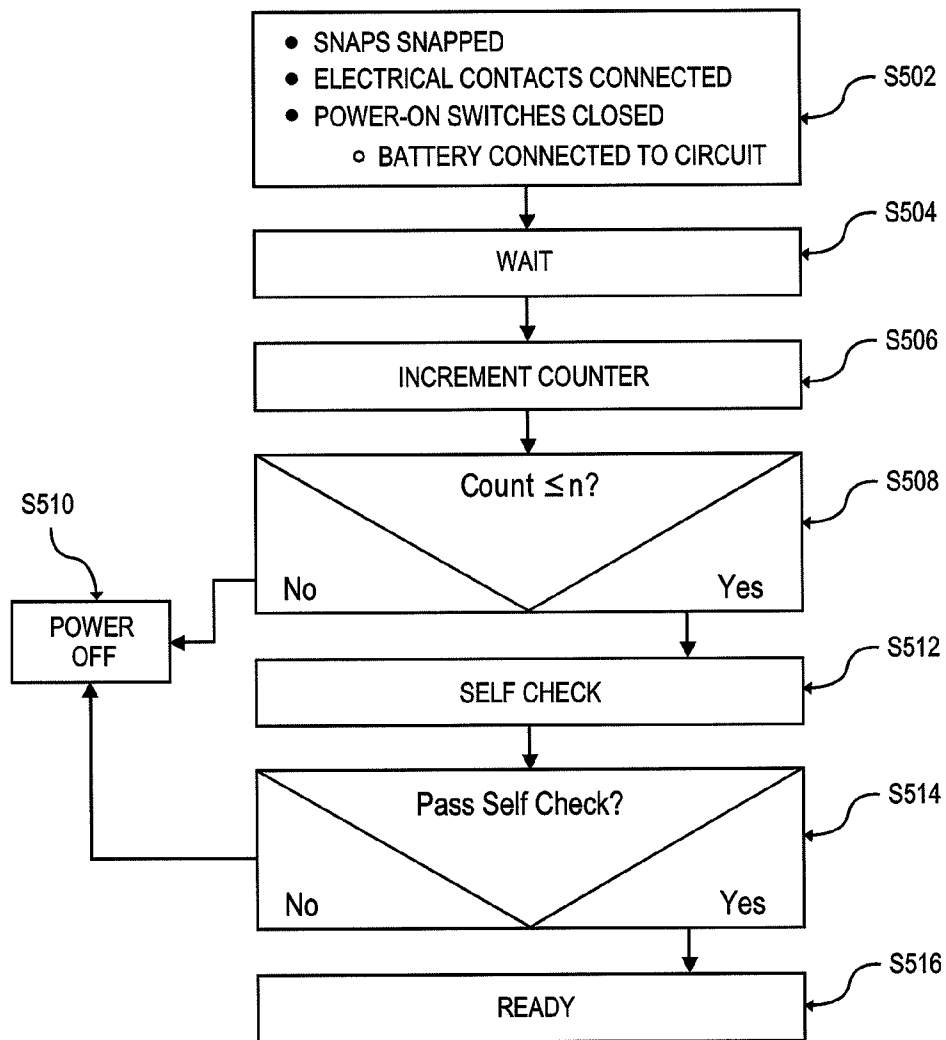 ● SNAPS SNAPPED
● ELECTRICAL CONTACTS CONNECTED
● POWER-ON SWITCHES CLOSED
○ BATTERY CONNECTED TO CIRCUIT
S502
S504
WAIT
S506
INCREMENT COUNTER
S508
Count ≤ n?
No
Yes
S510
POWER
OFF
S512
SELF CHECK
S514
Pass Self Check?
No
Yes
S516
READY